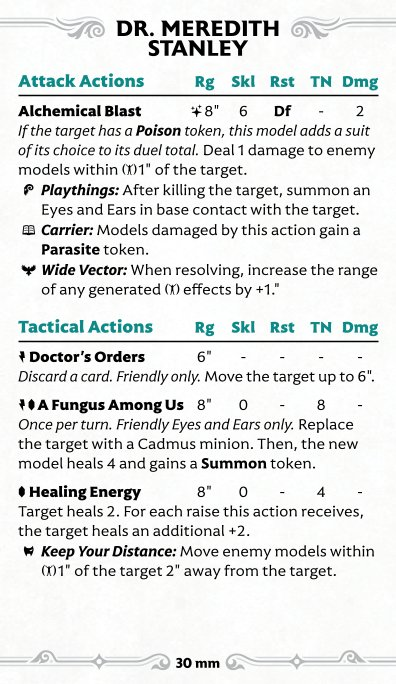 DR. MEREDITH
STANLEY
Attack Actions Rg Skl Rst TN Dmg
Alchemical Blast 8" 6 Df - 2
If the target has a Poison token, this model adds a suit
of its choice to its duel total. Deal 1 damage to enemy
models within 1" of the target.
Playthings: After killing the target, summon an
Eyes and Ears in base contact with the target.
Carrier: Models damaged by this action gain a
Parasite token.
Wide Vector: When resolving, increase the range
of any generated effects by +1."
Tactical Actions Rg Skl Rst TN Dmg
Doctor's Orders 6" - - - -
Discard a card. Friendly only. Move the target up to 6".
A Fungus Among Us 8" 0 - 8 -
Once per turn. Friendly Eyes and Ears only. Replace
the target with a Cadmus minion. Then, the new
model heals 4 and gains a Summon token.
Healing Energy 8" 0 - 4 -
Target heals 2. For each raise this action receives,
the target heals an additional +2.
Keep Your Distance: Move enemy models within
1" of the target 2" away from the target.
30 mm